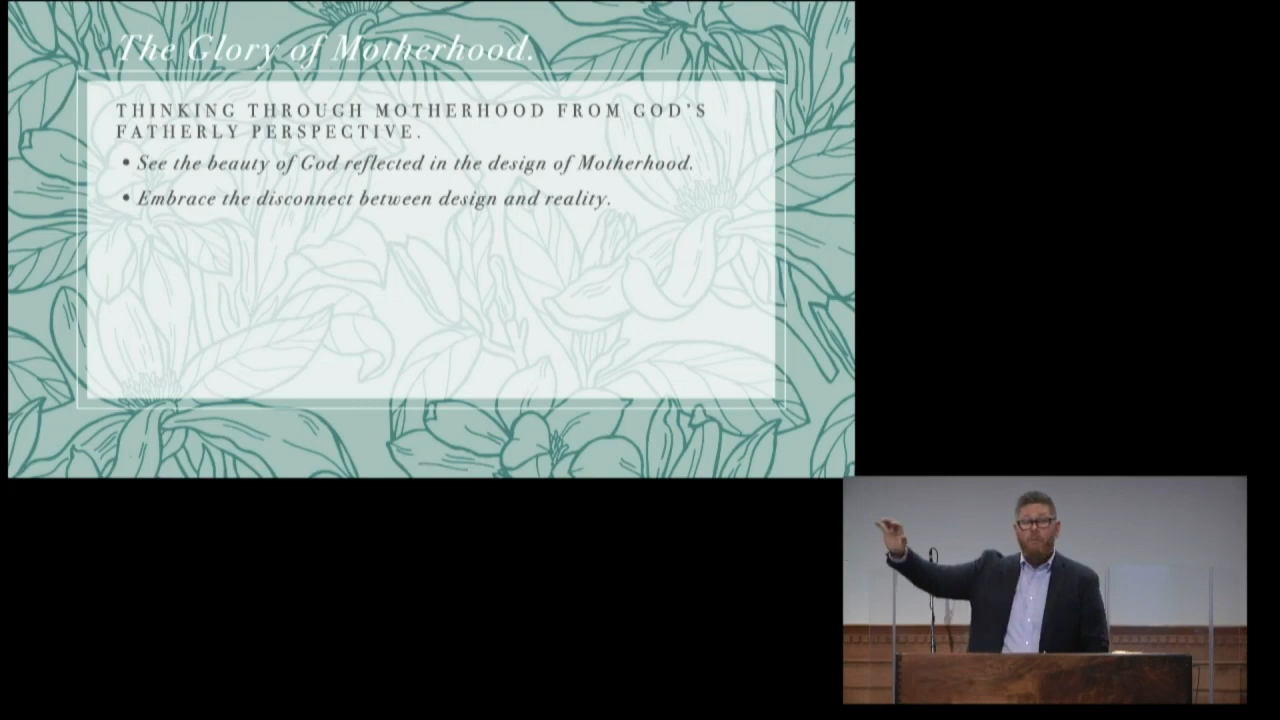 The Glory of Motherhood.
THINKING THROUGH MOTHERHOOD FROM GOD'S
FATHERLY PERSPECTIVE.
• See the beauty of God reflected in the design of Motherhood.
• Embrace the disconnect between design and reality.